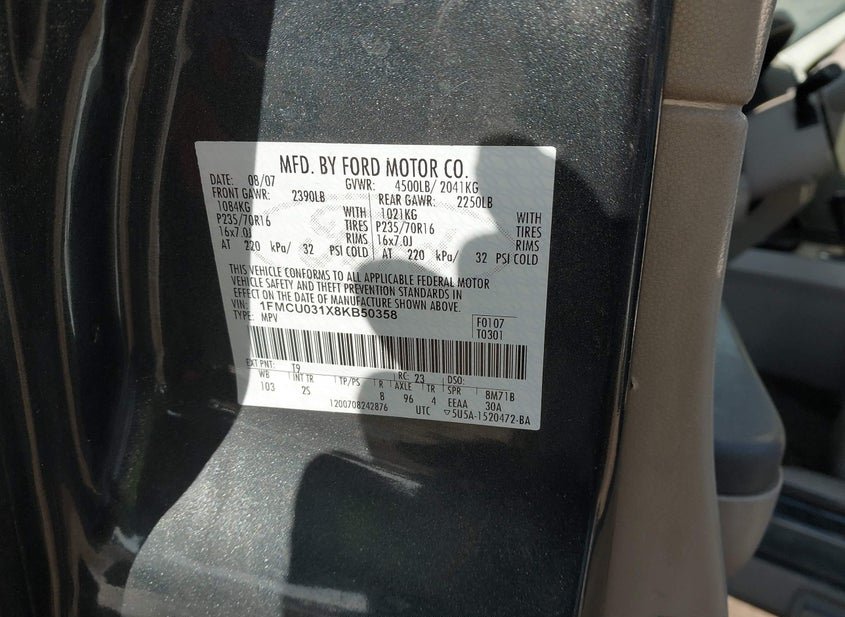 MFD. BY FORD MOTOR CO.
DATE: 08/07 GVWR: 4500LB/ 2041KG
FRONT GAWR: 2390LB REAR GAWR: 2250LB
1084KG WITH 1021KG WITH
P235/70R16 TIRES P235/70R16 TIRES
16x7.0J RIMS 16x7.0J RIMS
AT 220 kPa/ 32 PSI COLD AT 220 kPa/ 32 PSI COLD
THIS VEHICLE CONFORMS TO ALL APPLICABLE FEDERAL MOTOR
VEHICLE SAFETY AND THEFT PREVENTION STANDARDS IN
EFFECT ON THE DATE OF MANUFACTURE SHOWN ABOVE.
VIN: 1FMCU031X8KB50358
TYPE: MPV
F0107
T0301
EXT PNT: T9 RC: 23 DSO:
WB INT TR TP/PS R AXLE TR SPR 8M71B
103 25 8 96 4 EEAA 30A
1200708242876 UTC ▽5U5A-1520472-BA